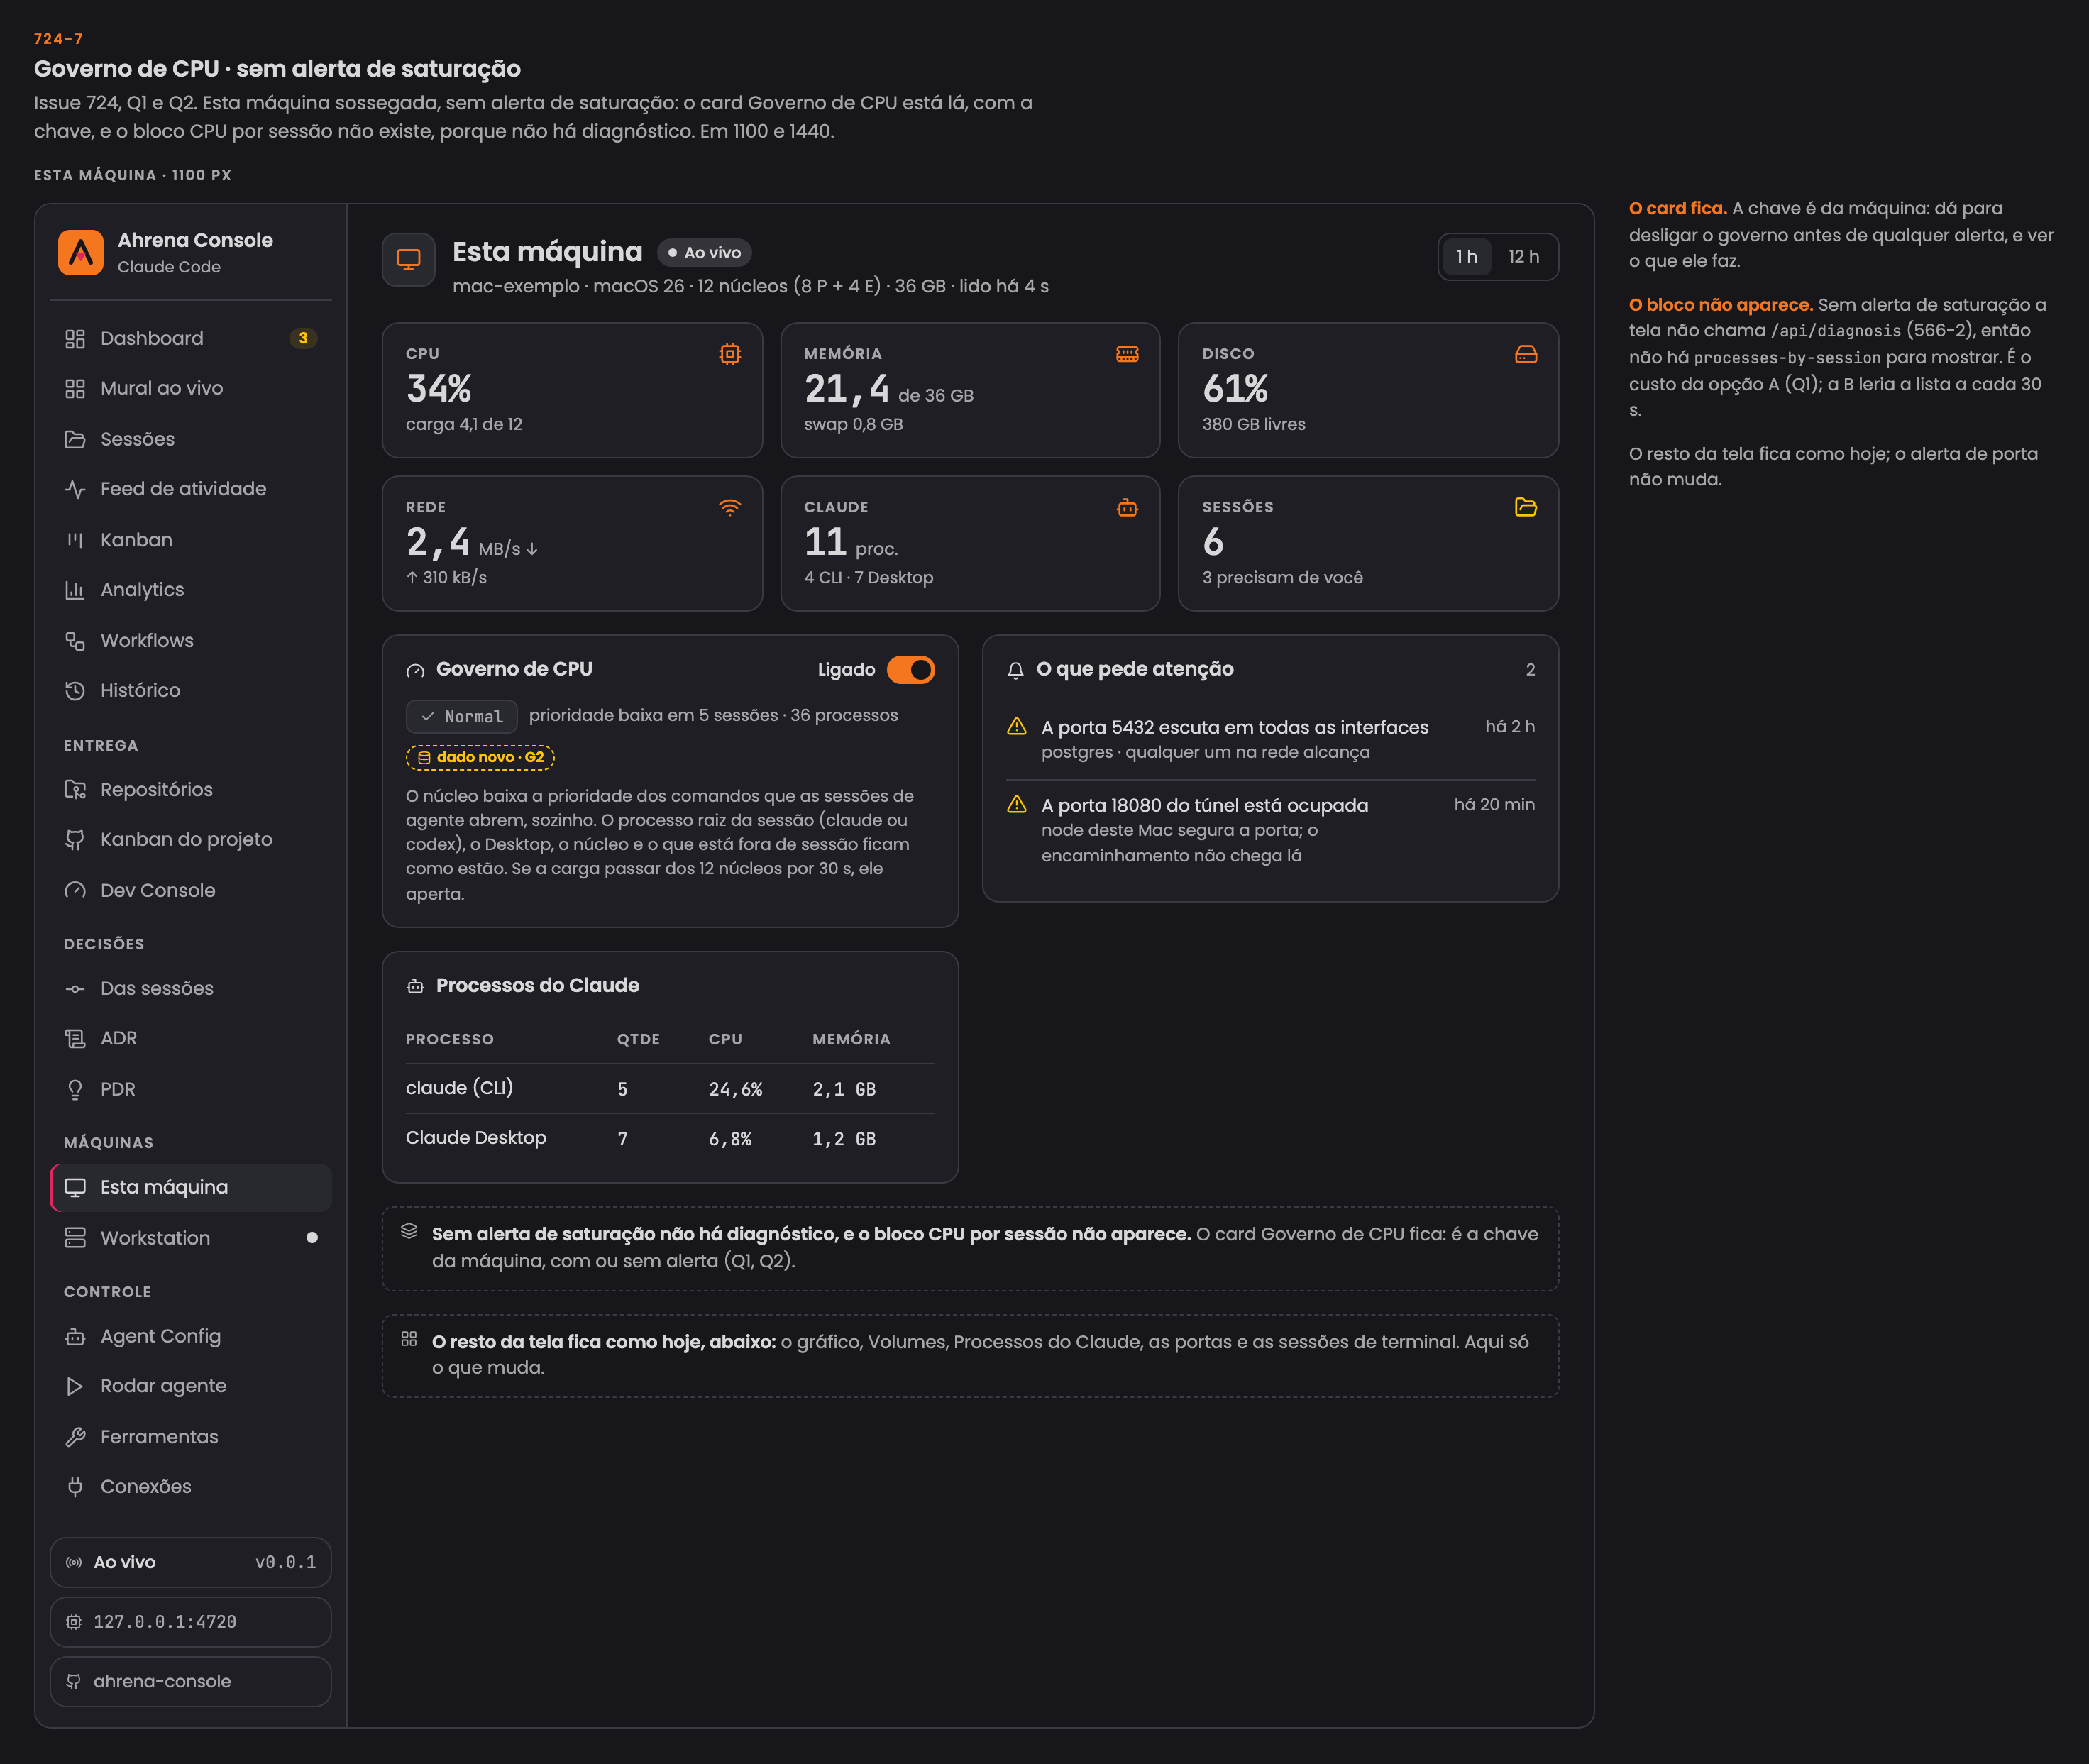 724-7
Governo de CPU · sem alerta de saturação
Issue 724, Q1 e Q2. Esta máquina sossegada, sem alerta de saturação: o card Governo de CPU está lá, com a
chave, e o bloco CPU por sessão não existe, porque não há diagnóstico. Em 1100 e 1440.
ESTA MÁQUINA · 1100 PX
Ahrena Console
Claude Code
Dashboard 3
Mural ao vivo
Sessões
Feed de atividade
Kanban
Analytics
Workflows
Histórico
ENTREGA
Repositórios
Kanban do projeto
Dev Console
DECISÕES
Das sessões
ADR
PDR
MÁQUINAS
Esta máquina
Workstation
CONTROLE
Agent Config
Rodar agente
Ferramentas
Conexões
Ao vivo v0.0.1
127.0.0.1:4720
ahrena-console
Esta máquina Ao vivo
mac-exemplo · macOS 26 · 12 núcleos (8 P + 4 E) · 36 GB · lido há 4 s
1 h 12 h
CPU
34%
carga 4,1 de 12
MEMÓRIA
21,4 de 36 GB
swap 0,8 GB
DISCO
61%
380 GB livres
REDE
2,4 MB/s ↓
↑ 310 kB/s
CLAUDE
11 proc.
4 CLI · 7 Desktop
SESSÕES
6
3 precisam de você
Governo de CPU Ligado
Normal prioridade baixa em 5 sessões · 36 processos
dado novo · G2
O núcleo baixa a prioridade dos comandos que as sessões de
agente abrem, sozinho. O processo raiz da sessão (claude ou
codex), o Desktop, o núcleo e o que está fora de sessão ficam
como estão. Se a carga passar dos 12 núcleos por 30 s, ele
aperta.
O que pede atenção 2
A porta 5432 escuta em todas as interfaces há 2 h
postgres · qualquer um na rede alcança
A porta 18080 do túnel está ocupada há 20 min
node deste Mac segura a porta; o
encaminhamento não chega lá
Processos do Claude
PROCESSO QTDE CPU MEMÓRIA
claude (CLI) 5 24,6% 2,1 GB
Claude Desktop 7 6,8% 1,2 GB
Sem alerta de saturação não há diagnóstico, e o bloco CPU por sessão não aparece. O card Governo de CPU fica: é a chave
da máquina, com ou sem alerta (Q1, Q2).
O resto da tela fica como hoje, abaixo: o gráfico, Volumes, Processos do Claude, as portas e as sessões de terminal. Aqui só
o que muda.
O card fica. A chave é da máquina: dá para
desligar o governo antes de qualquer alerta, e ver
o que ele faz.
O bloco não aparece. Sem alerta de saturação a
tela não chama /api/diagnosis (566-2), então
não há processes-by-session para mostrar. É o
custo da opção A (Q1); a B leria a lista a cada 30
s.
O resto da tela fica como hoje; o alerta de porta
não muda.